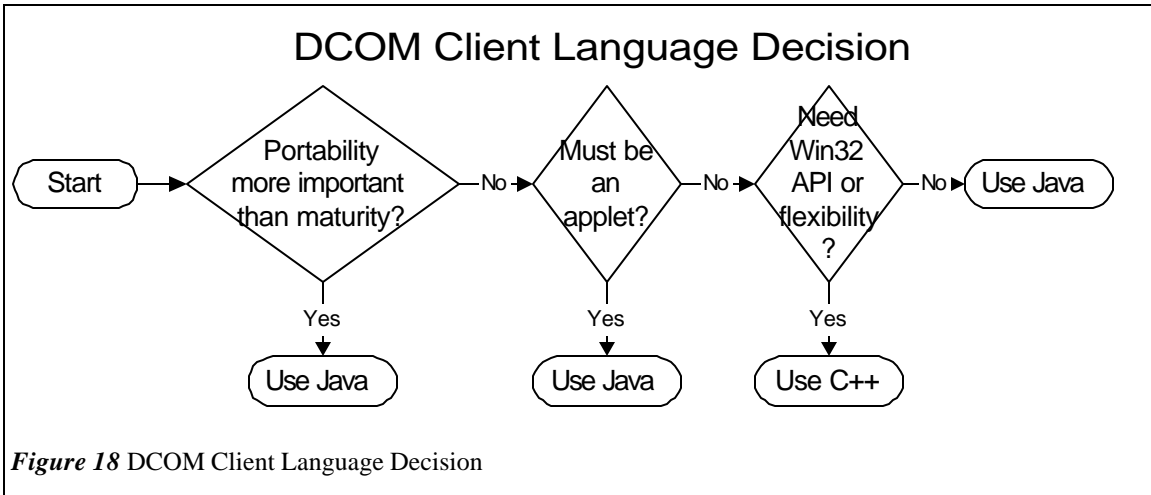 DCOM Client Language Decision
Start
Portability
more important
than maturity?
No
Must be
an
applet?
No
Need
Win32
API or
flexibility
?
No
Use Java
Yes
Yes
Yes
Use Java
Use Java
Use C++
Figure 18 DCOM Client Language Decision